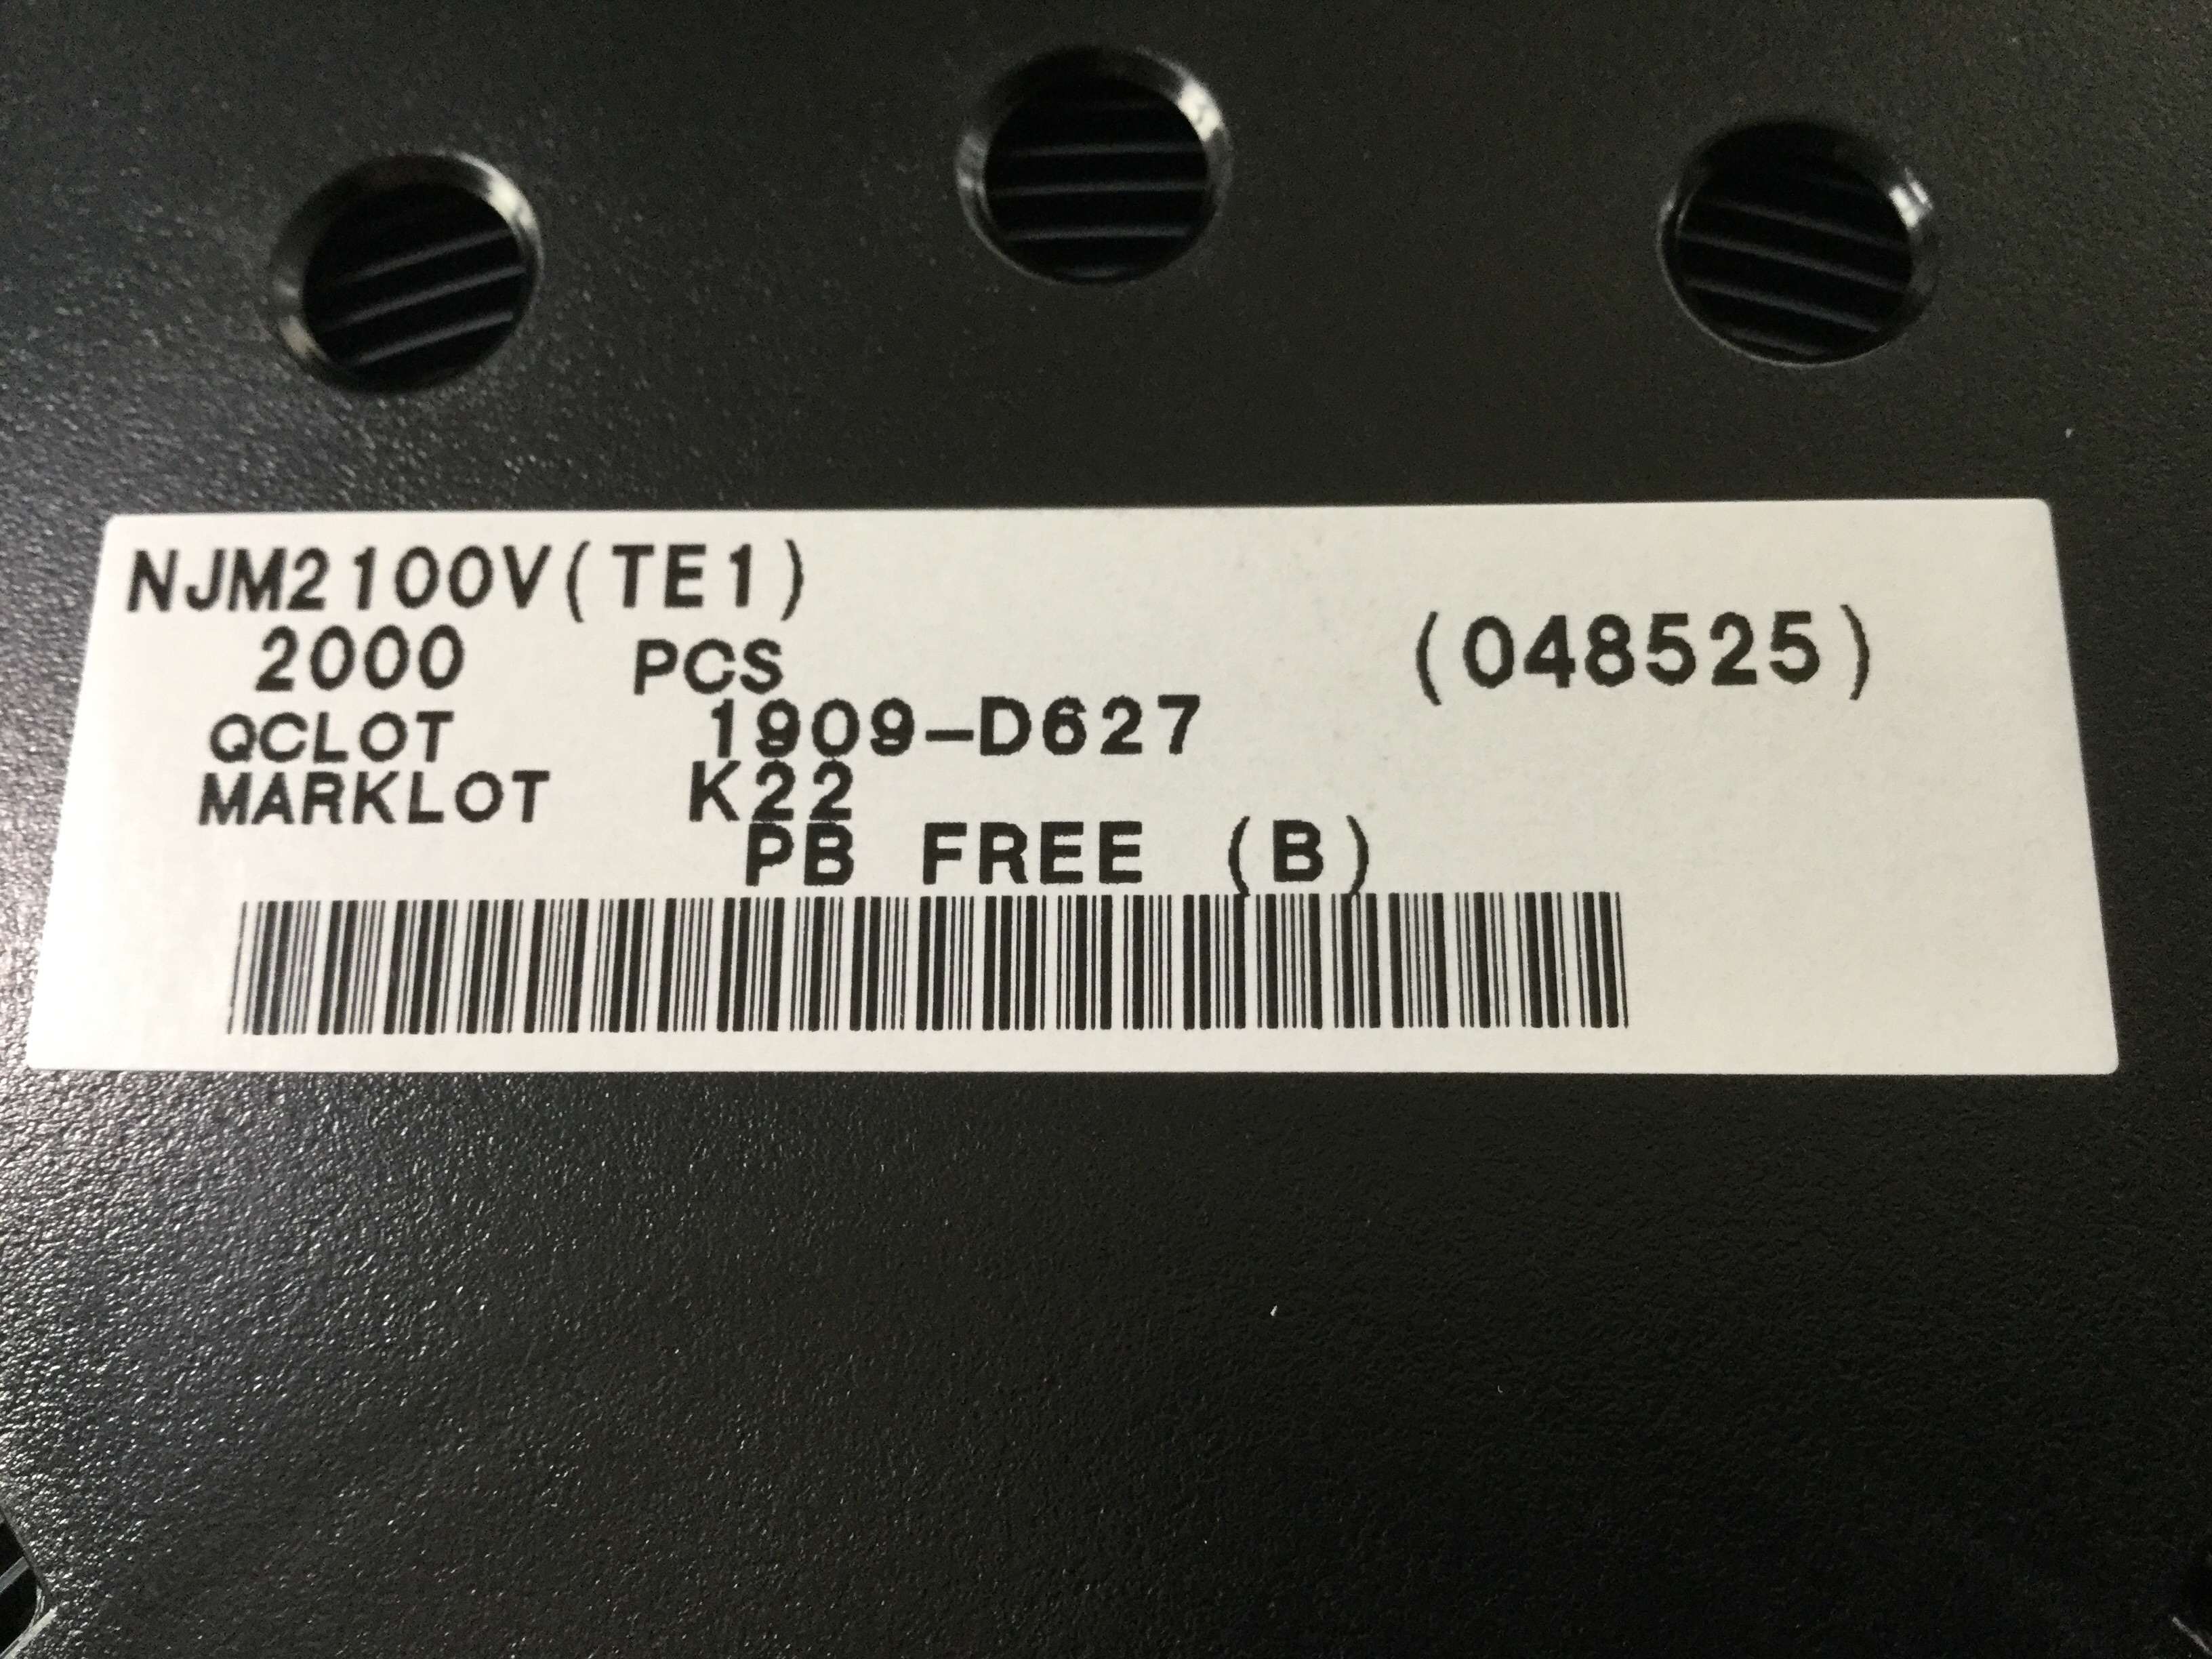 NJM2100V(TE1)
2000 PCS (048525)
QCLOT 1909-D627
MARKLOT K22
PB FREE (B)